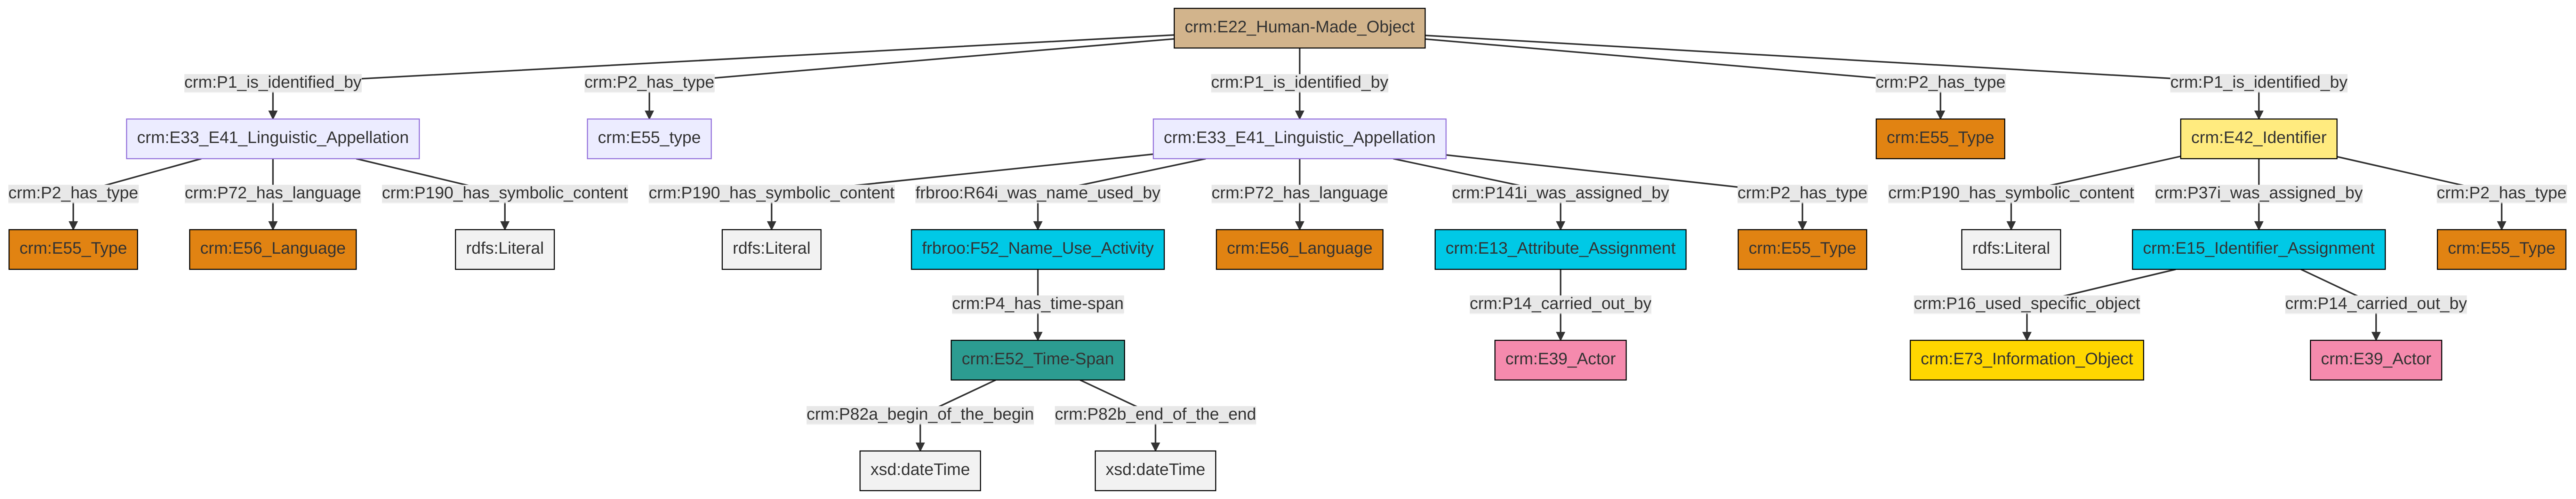 crm:E22_Human-Made_Object
crm:P1_is_identified_by
crm:P2_has_type
crm:P1_is_identified_by
crm:P2_has_type
crm:P1_is_identified_by
crm:E33_E41_Linguistic_Appellation
crm:E55_type
crm:E33_E41_Linguistic_Appellation
crm:E55_Type
crm:E42_Identifier
crm:P2_has_type
crm:P72_has_language
crm:P190_has_symbolic_content
crm:P190_has_symbolic_content
frbroo:R64i_was_name_used_by
crm:P72_has_language
crm:P141i_was_assigned_by
crm:P2_has_type
crm:P190_has_symbolic_content
crm:P37i_was_assigned_by
crm:P2_has_type
crm:E55_Type
crm:E56_Language
rdfs:Literal
rdfs:Literal
frbroo:F52_Name_Use_Activity
crm:E56_Language
crm:E13_Attribute_Assignment
crm:E55_Type
rdfs:Literal
crm:E15_Identifier_Assignment
crm:E55_Type
crm:P4_has_time-span
crm:P14_carried_out_by
crm:P16_used_specific_object
crm:P14_carried_out_by
crm:E52_Time-Span
crm:E39_Actor
crm:E73_Information_Object
crm:E39_Actor
crm:P82a_begin_of_the_begin
crm:P82b_end_of_the_end
xsd:dateTime
xsd:dateTime